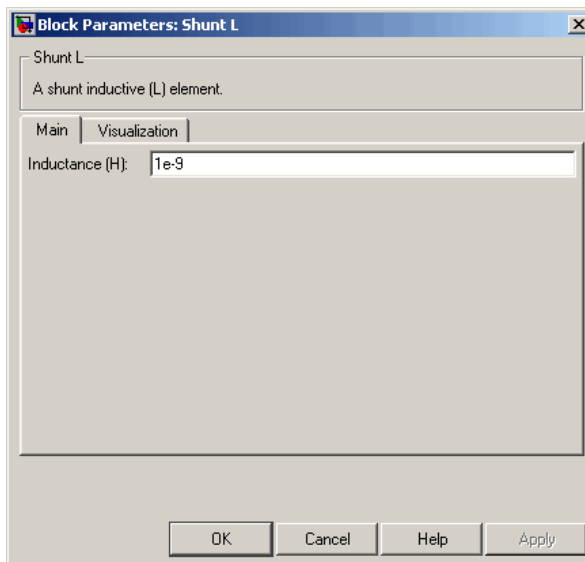 Block Parameters: Shunt L
Shunt L
A shunt inductive (L) element.
Main Visualization
Inductance (H): 1e-9
OK Cancel Help Apply